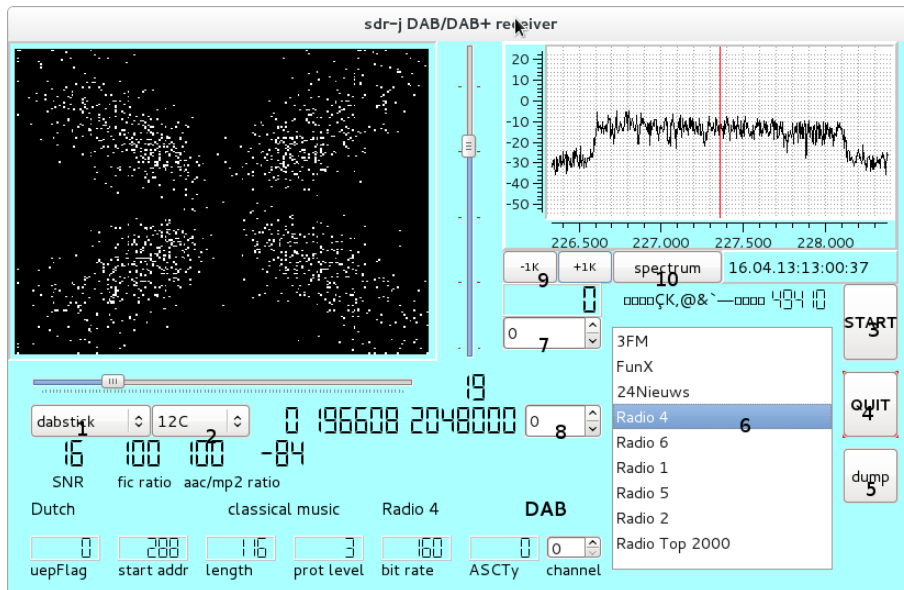 sdr-j DAB/DAB+ receiver
20
10
0
-10
-20
-30
-40
-50
226,500 227,000 227,500 228,000
-1K +1K spectrum 16.04.13:13:00:37
9 10
0 49410
START
3
0
7
3FM
FunX
24Nieuws
Radio 4
6
Radio 6
Radio 1
Radio 5
Radio 2
Radio Top 2000
QUIT
4
dump
5
19
dabstick 12C 0 196608 2048000 0
1 2 8
16 100 100 -84
SNR fic ratio aac/mp2 ratio
Dutch classical music Radio 4 DAB
0 288 116 3 160 0 0
uepFlag start addr length prot level bit rate ASCTy channel